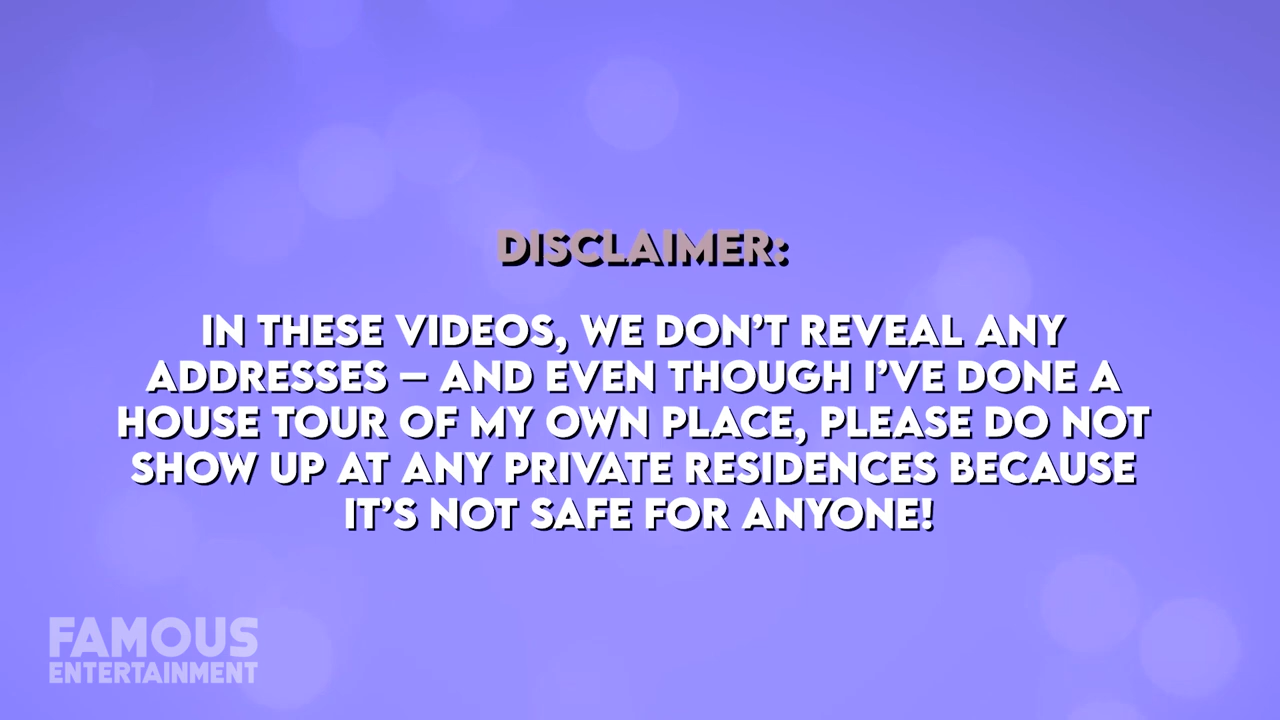 DISCLAIMER:
IN THESE VIDEOS, WE DON’T REVEAL ANY
ADDRESSES – AND EVEN THOUGH I’VE DONE A
HOUSE TOUR OF MY OWN PLACE, PLEASE DO NOT
SHOW UP AT ANY PRIVATE RESIDENCES BECAUSE
IT’S NOT SAFE FOR ANYONE!
FAMOUS
ENTERTAINMENT